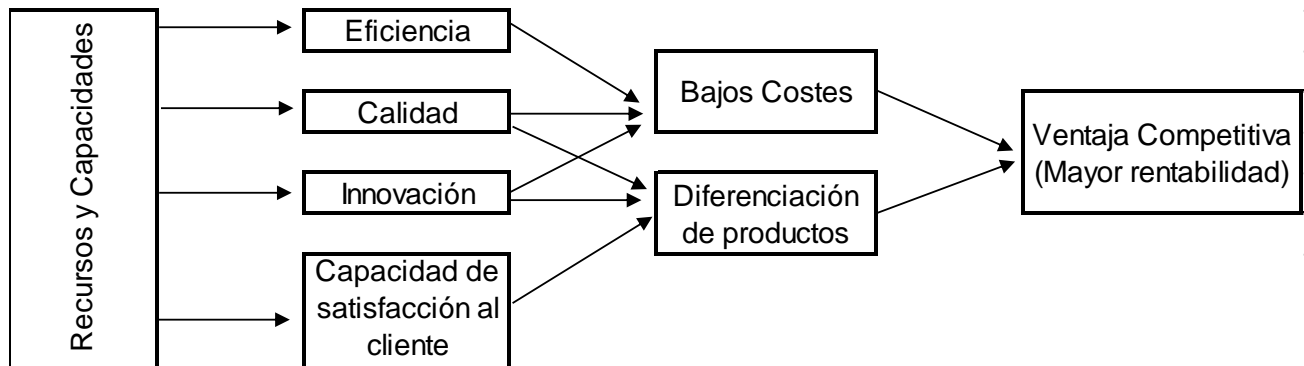 Recursos y Capacidades
Eficiencia
Calidad
Innovación
Capacidad de
satisfacción al
cliente
Bajos Costes
Diferenciación
de productos
Ventaja Competitiva
(Mayor rentabilidad)